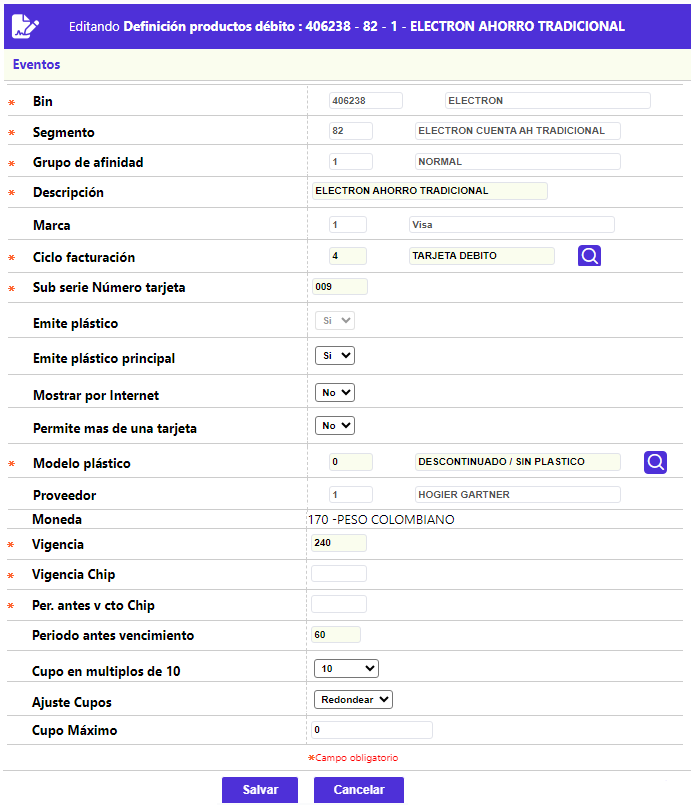 Editando Definición productos débito : 406238 - 82 - 1 - ELECTRON AHORRO TRADICIONAL
Eventos
* Bin 406238 ELECTRON
* Segmento 82 ELECTRON CUENTA AH TRADICIONAL
* Grupo de afinidad 1 NORMAL
* Descripción ELECTRON AHORRO TRADICIONAL
Marca 1 Visa
* Ciclo facturación 4 TARJETA DEBITO
* Sub serie Número tarjeta 009
Emite plástico Si
Emite plástico principal Si
Mostrar por Internet No
Permite mas de una tarjeta No
* Modelo plástico 0 DESCONTINUADO / SIN PLASTICO
Proveedor 1 HOGIER GARTNER
Moneda 170 -PESO COLOMBIANO
* Vigencia 240
* Vigencia Chip
* Per. antes v cto Chip
Periodo antes vencimiento 60
Cupo en multiplos de 10 10
Ajuste Cupos Redondear
Cupo Máximo 0
*Campo obligatorio
Salvar Cancelar